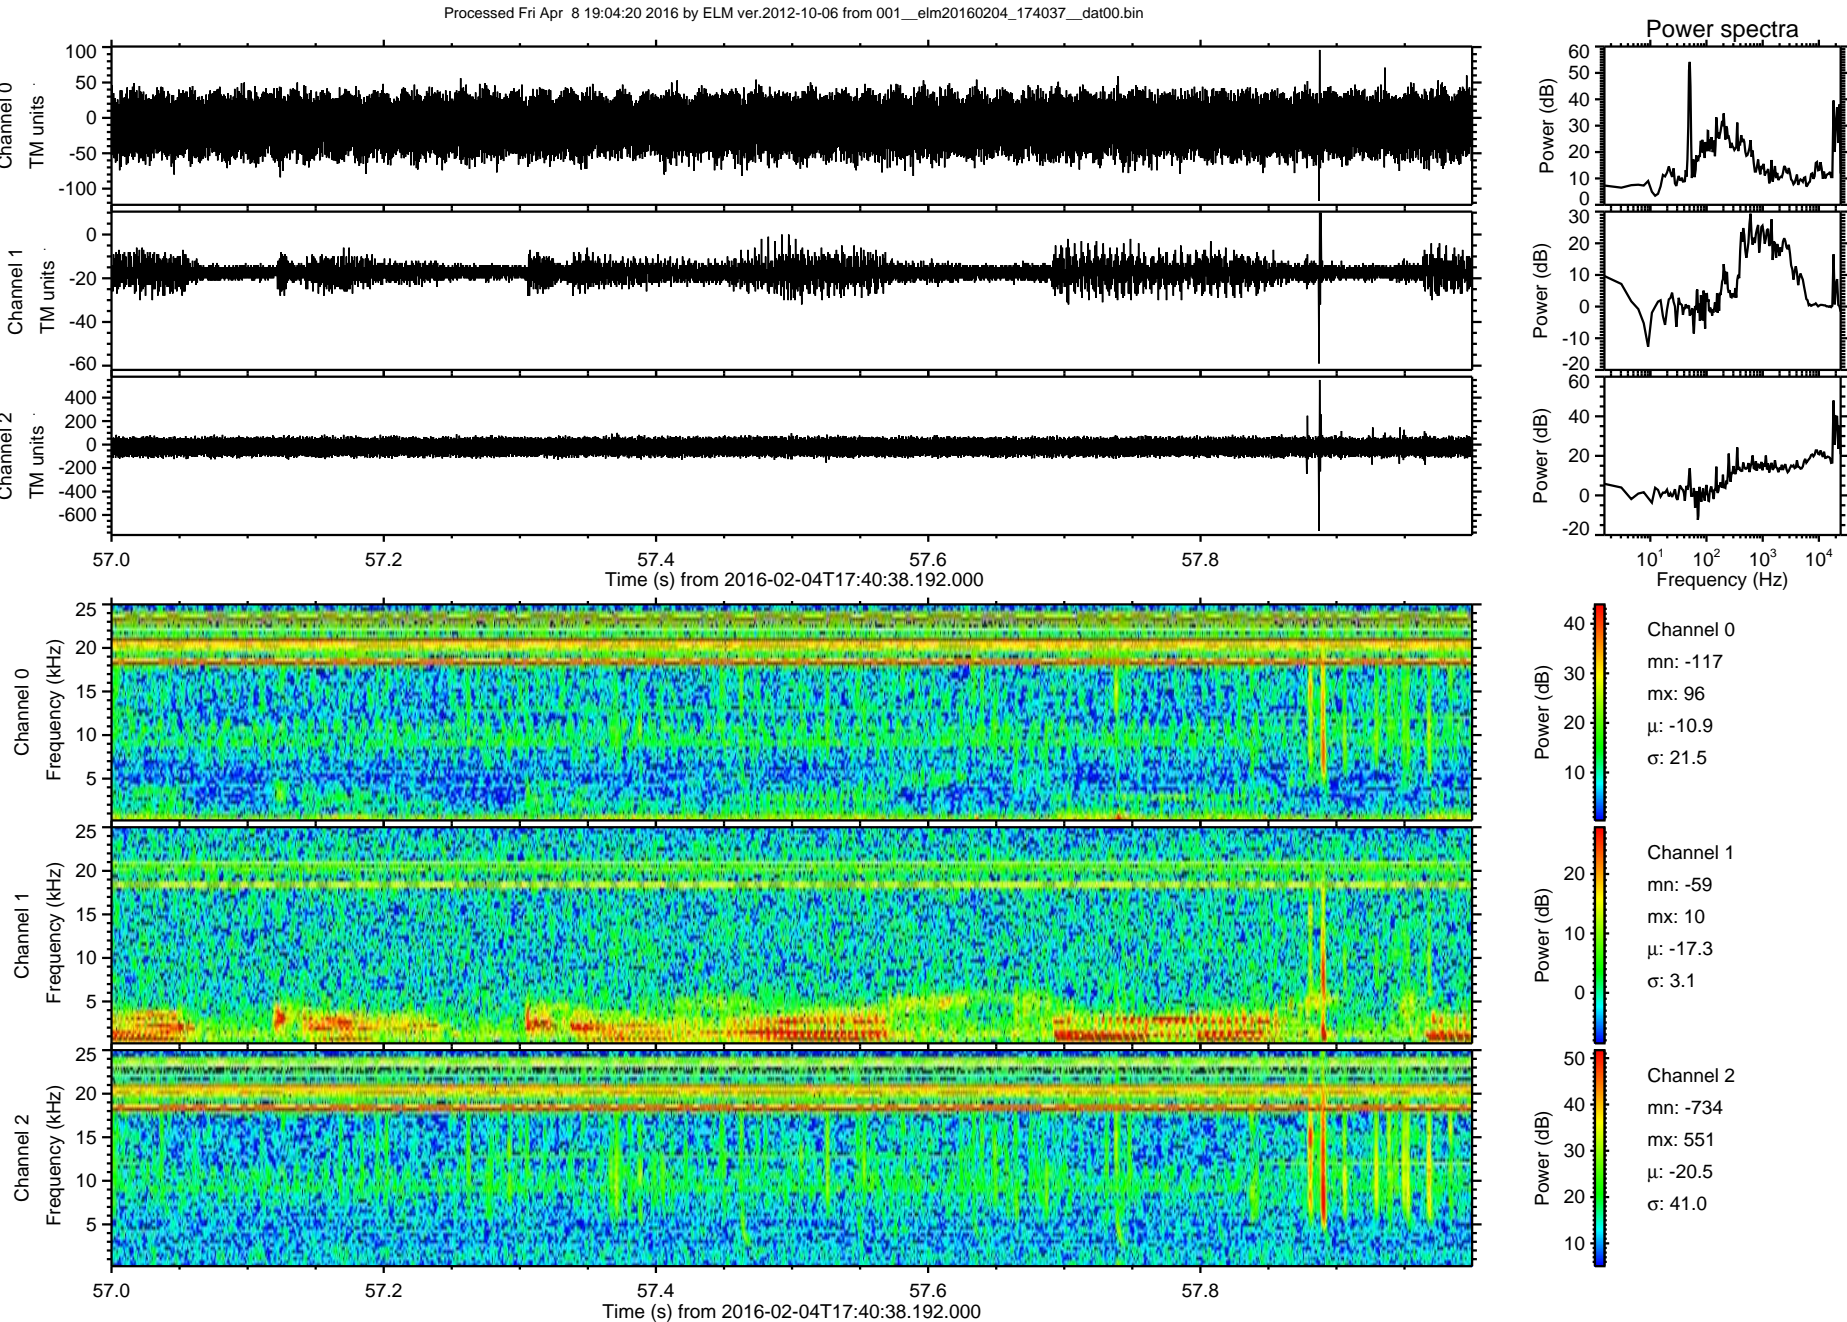 Processed Fri Apr  8 19:04:20 2016 by ELM ver.2012-10-06 from 001__elm20160204_174037__dat00.bin
Power spectra
Channel 0
TM units
100
50
0
-50
-100
Power (dB)
60
50
40
30
20
10
0
Channel 1
TM units
0
-20
-40
-60
Power (dB)
30
20
10
0
-10
-20
Channel 2
TM units
400
200
0
-200
-400
-600
Power (dB)
60
40
20
0
-20
57.0 57.2 57.4 57.6 57.8
Time (s) from 2016-02-04T17:40:38.192.000
10¹ 10² 10³ 10⁴
Frequency (Hz)
Channel 0
Frequency (kHz)
25
20
15
10
5
Power (dB)
40
30
20
10
Channel 0
mn: -117
mx: 96
μ: -10.9
σ: 21.5
Channel 1
Frequency (kHz)
25
20
15
10
5
Power (dB)
20
10
0
Channel 1
mn: -59
mx: 10
μ: -17.3
σ: 3.1
Channel 2
Frequency (kHz)
25
20
15
10
5
Power (dB)
50
40
30
20
10
Channel 2
mn: -734
mx: 551
μ: -20.5
σ: 41.0
57.0 57.2 57.4 57.6 57.8
Time (s) from 2016-02-04T17:40:38.192.000